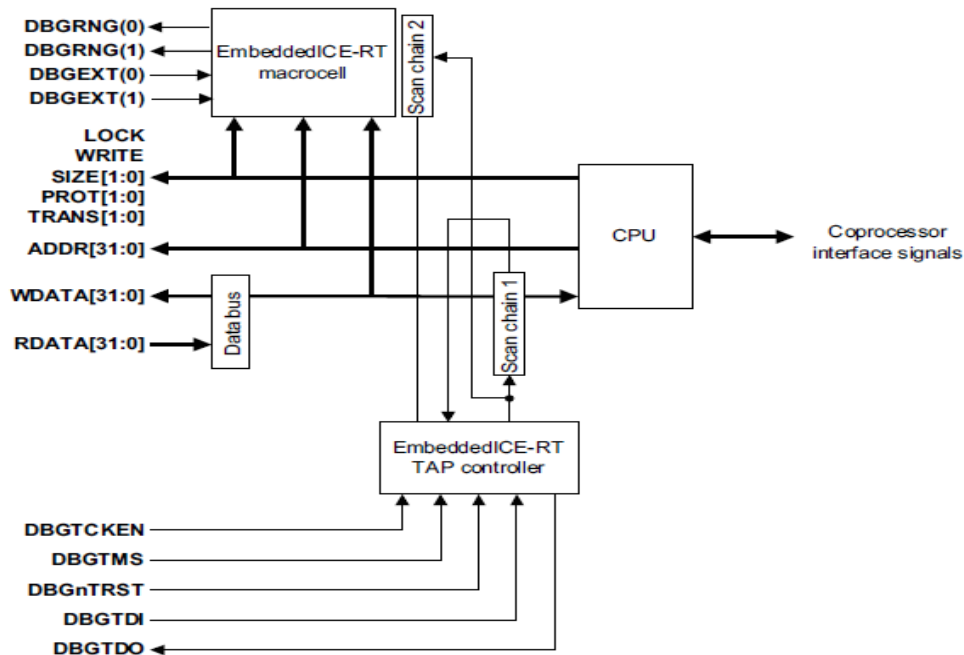 DBGRNG(0)
DBGRNG(1)
DBGEXT(0)
DBGEXT(1)
EmbeddedICE-RT
macrocell
Scan chain 2
LOCK
WRITE
SIZE[1:0]
PROT[1:0]
TRANS[1:0]
ADDR[31:0]
WDATA[31:0]
RDATA[31:0]
Data bus
Scan chain 1
CPU
Coprocessor
interface signals
EmbeddedICE-RT
TAP controller
DBGTCKEN
DBGTMS
DBGnTRST
DBGTDI
DBGTDO